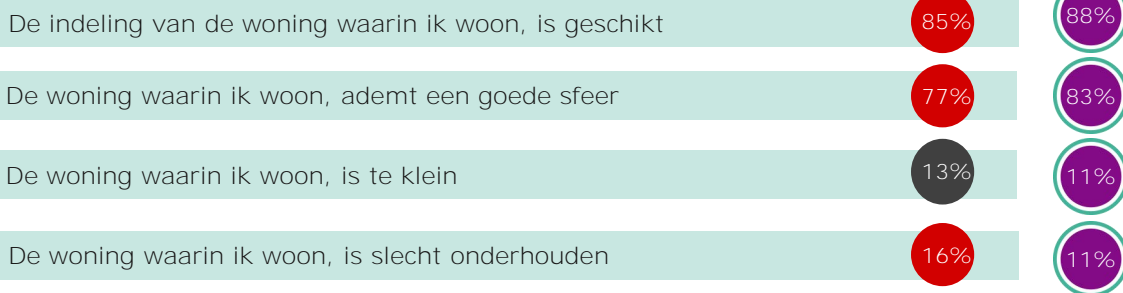 De indeling van de woning waarin ik woon, is geschikt 85% 88%
De woning waarin ik woon, ademt een goede sfeer 77% 83%
De woning waarin ik woon, is te klein 13% 11%
De woning waarin ik woon, is slecht onderhouden 16% 11%